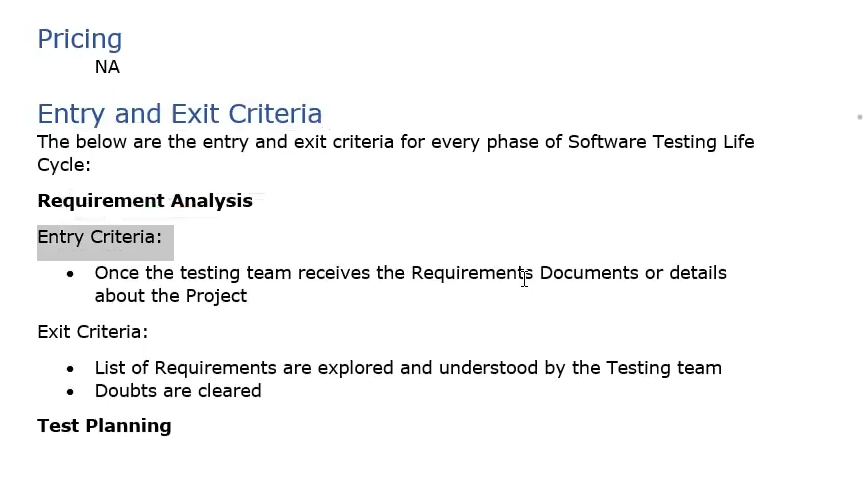 Pricing
NA
Entry and Exit Criteria
The below are the entry and exit criteria for every phase of Software Testing Life
Cycle:
Requirement Analysis
Entry Criteria:
• Once the testing team receives the Requirements Documents or details
about the Project
Exit Criteria:
• List of Requirements are explored and understood by the Testing team
• Doubts are cleared
Test Planning